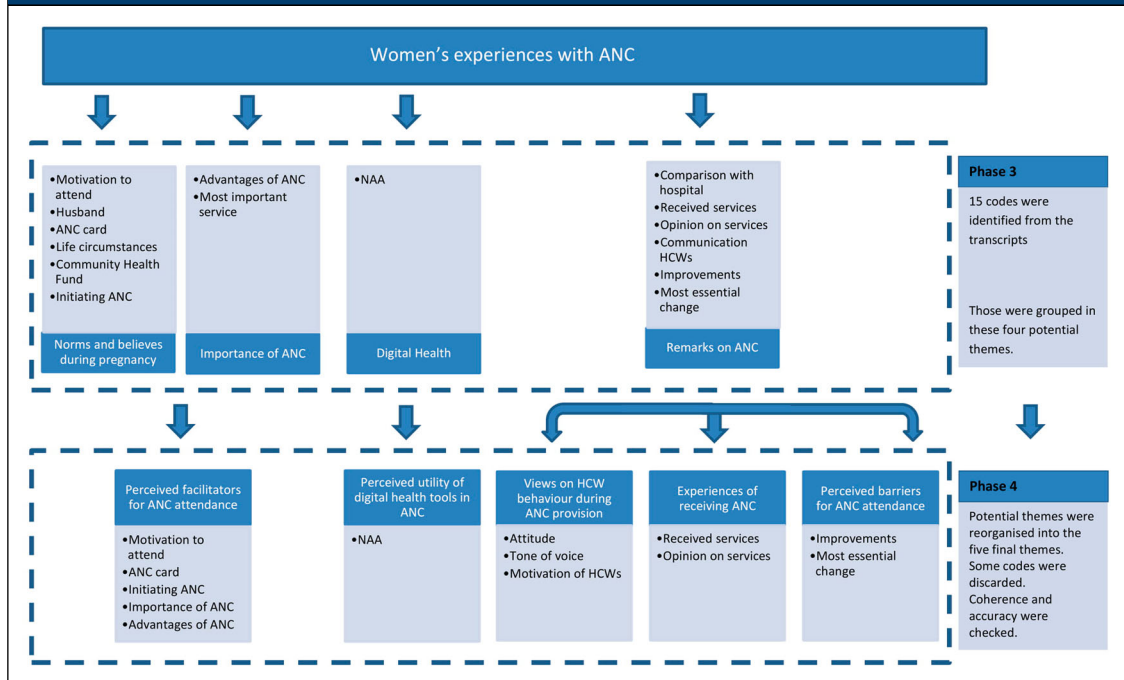 Women's experiences with ANC
•Motivation to
attend
•Husband
•ANC card
•Life circumstances
•Community Health
Fund
•Initiating ANC
Norms and believes
during pregnancy
•Advantages of ANC
•Most important
service
Importance of ANC
•NAA
Digital Health
•Comparison with
hospital
•Received services
•Opinion on services
•Communication
HCWs
•Improvements
•Most essential
change
Remarks on ANC
Phase 3
15 codes were
identified from the
transcripts
Those were grouped in
these four potential
themes.
Perceived facilitators
for ANC attendance
•Motivation to
attend
•ANC card
•Initiating ANC
•Importance of ANC
•Advantages of ANC
Perceived utility of
digital health tools in
ANC
•NAA
Views on HCW
behaviour during
ANC provision
•Attitude
•Tone of voice
•Motivation of HCWs
Experiences of
receiving ANC
•Received services
•Opinion on services
Perceived barriers
for ANC attendance
•Improvements
•Most essential
change
Phase 4
Potential themes were
reorganised into the
five final themes.
Some codes were
discarded.
Coherence and
accuracy were
checked.